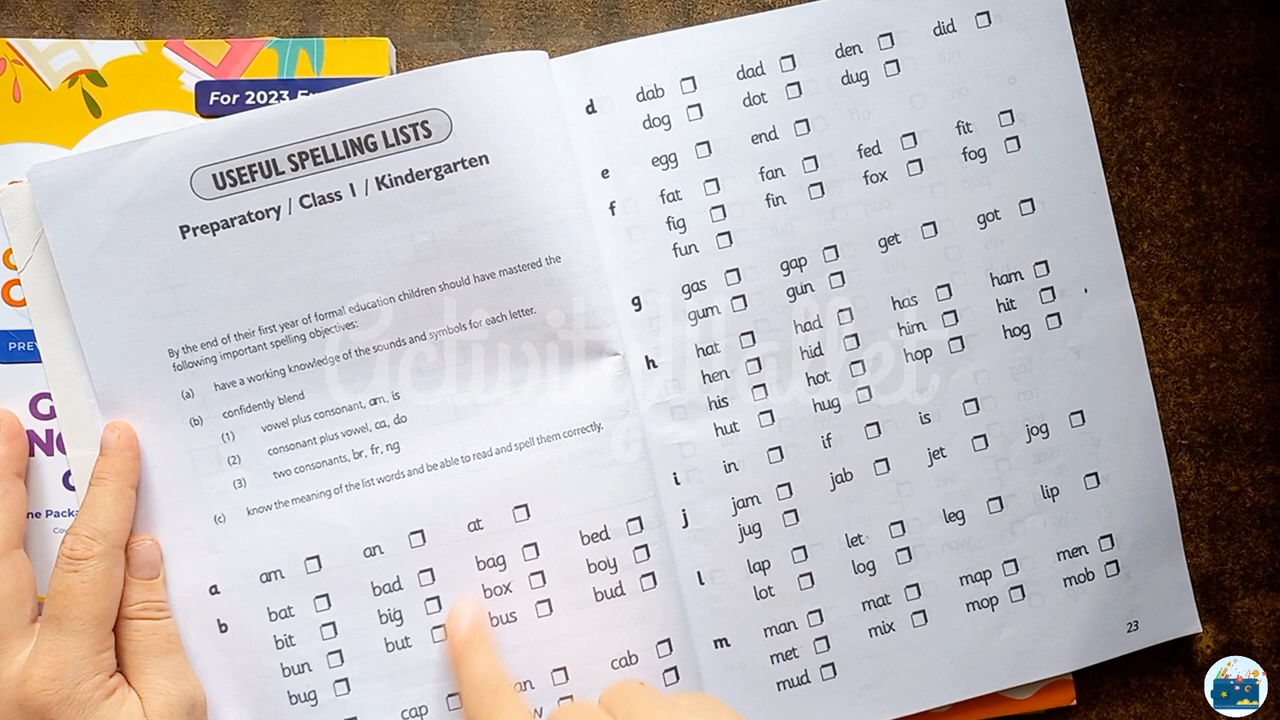 For 2023
USEFUL SPELLING LISTS
Preparatory / Class 1 / Kindergarten
By the end of their first year of formal education children should have mastered the
following important spelling objectives:
(a) have a working knowledge of the sounds and symbols for each letter.
(b) confidently blend
(1) vowel plus consonant, am, is
(2) consonant plus vowel, ca, do
(3) two consonants, br, fr, ng
(c) know the meaning of the list words and be able to read and spell them correctly.
a am an at
b bat bad bag bed
bit big box boy
bun but bus bud
bug
cab
cap
d dab dad den did
dog dot dug
e egg end
f fat fan fed fit
fig fin fox fog
fun
g gas gap get got
gum gun
h hat had has ham
hen hid him hit
his hot hop hog
hut hug
i in if is
j jam jab jet jog
jug
l lap let leg lip
lot log
m man mat map men
met mix mop mob
mud
23